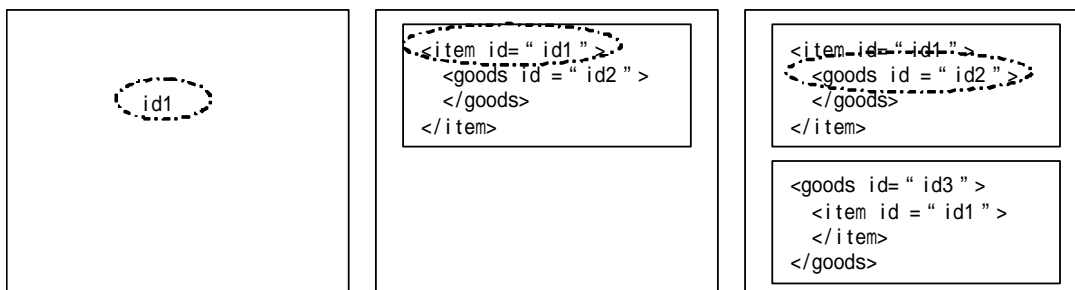 id1
<item id=“ id1 ”>
<goods id =“ id2 ”>
</goods>
</item>
<item id=“ id1 ”>
<goods id =“ id2 ”>
</goods>
</item>
<goods id=“ id3 ”>
<item id =“ id1 ”>
</item>
</goods>